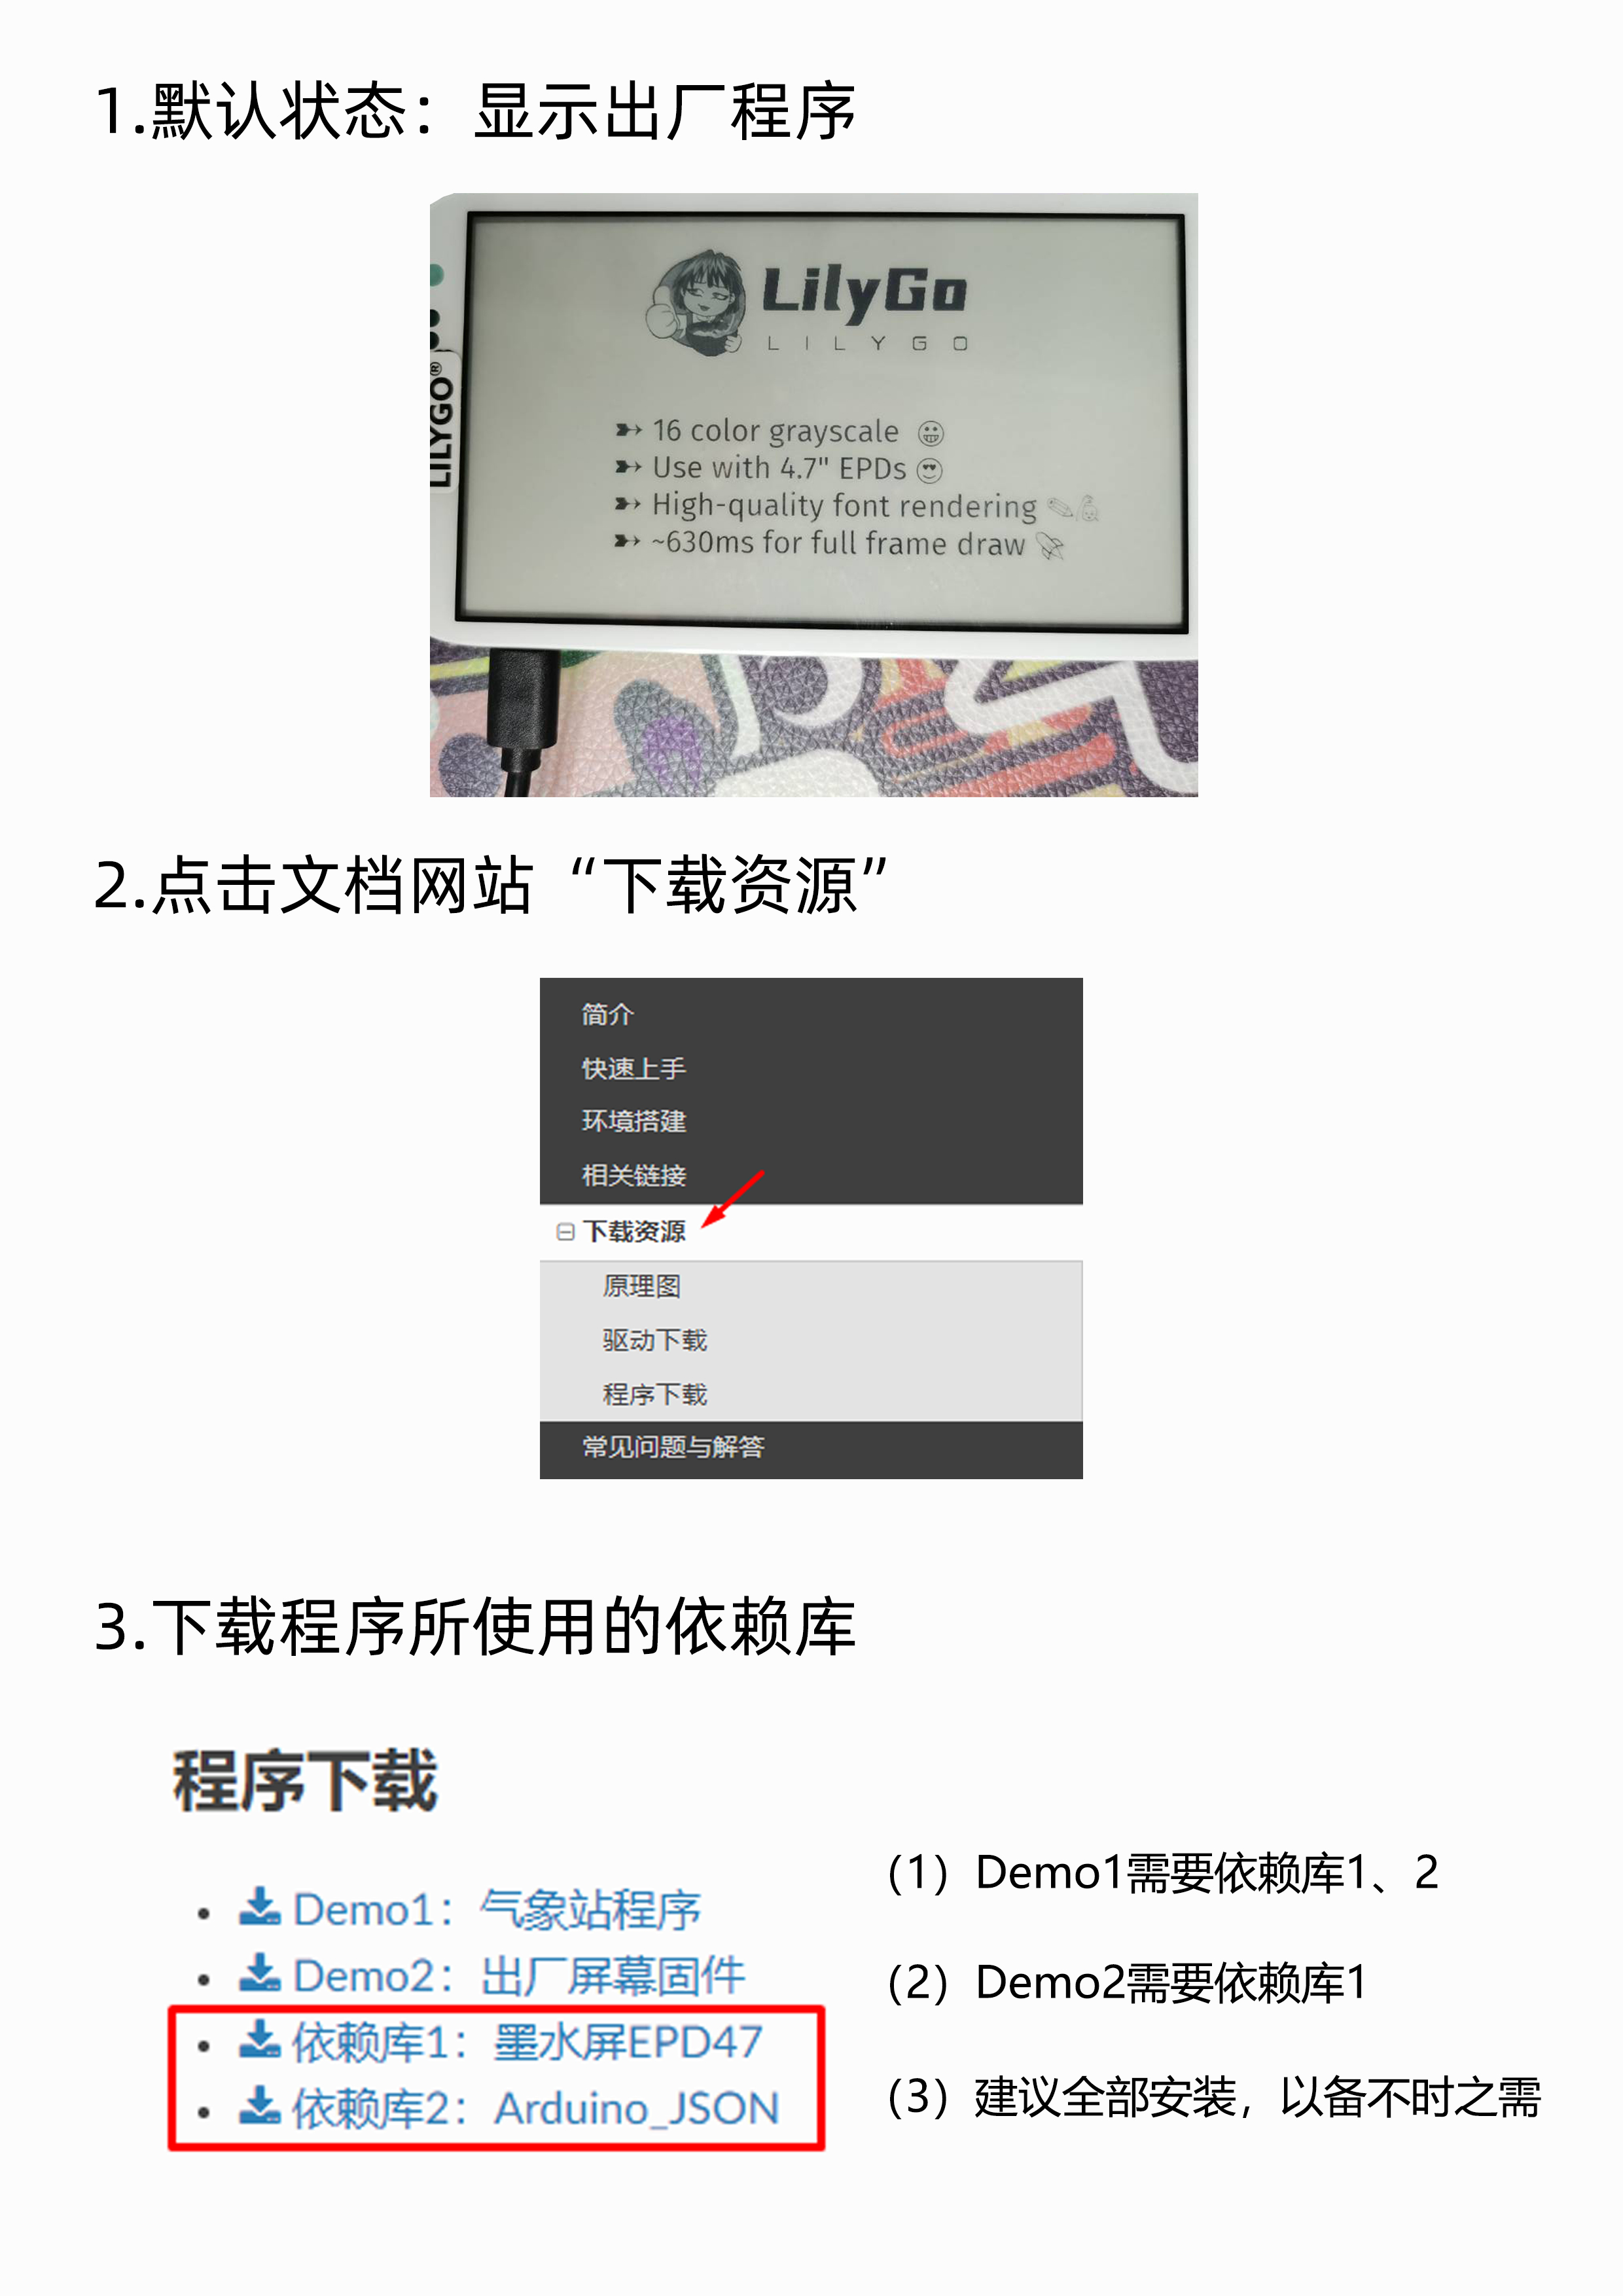 1.默认状态：显示出厂程序
LilyGo
LILYGO
LILYGO®
➸ 16 color grayscale 😀
➸ Use with 4.7" EPDs 😍
➸ High-quality font rendering ✎
➸ ~630ms for full frame draw 🚀
2.点击文档网站“下载资源”
简介
快速上手
环境搭建
相关链接
下载资源
原理图
驱动下载
程序下载
常见问题与解答
3.下载程序所使用的依赖库
程序下载
• Demo1：气象站程序
• Demo2：出厂屏幕固件
• 依赖库1：墨水屏EPD47
• 依赖库2：Arduino_JSON
（1）Demo1需要依赖库1、2
（2）Demo2需要依赖库1
（3）建议全部安装，以备不时之需